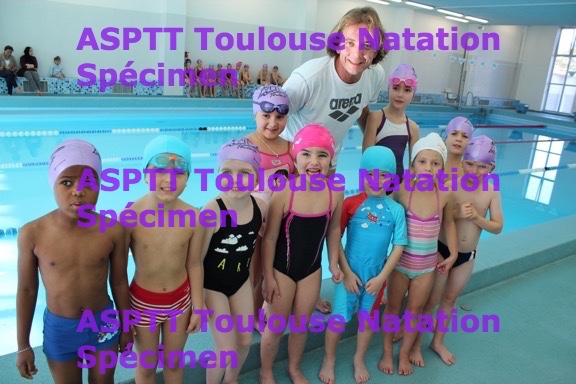 ASPTT Toulouse Natation
Spécimen
arena
ASPTT Toulouse Natation
Spécimen
ASPTT Toulouse Natation
Spécimen